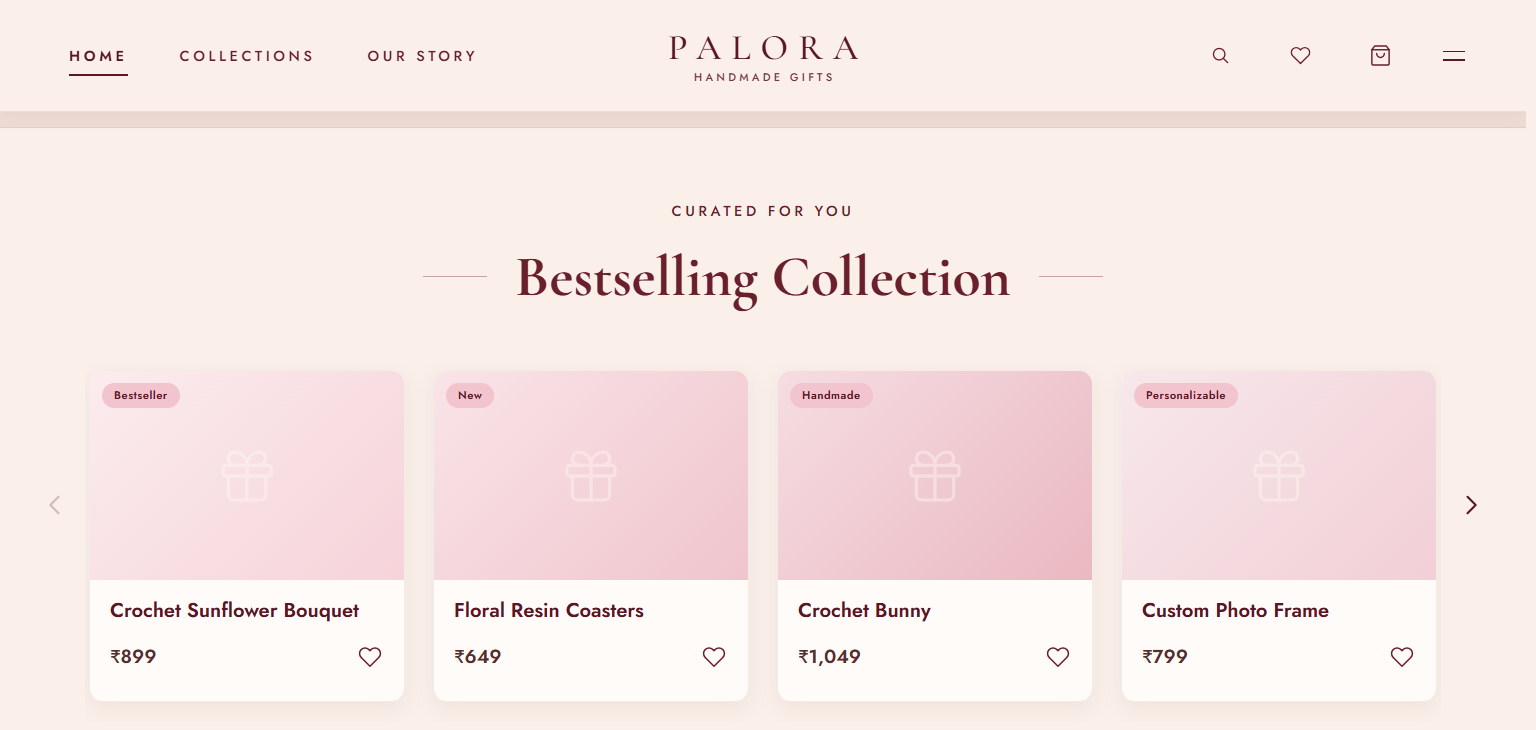 HOME COLLECTIONS OUR STORY
PALORA
HANDMADE GIFTS
CURATED FOR YOU
Bestselling Collection
Bestseller
New
Handmade
Personalizable
Crochet Sunflower Bouquet
Floral Resin Coasters
Crochet Bunny
Custom Photo Frame
₹899
₹649
₹1,049
₹799